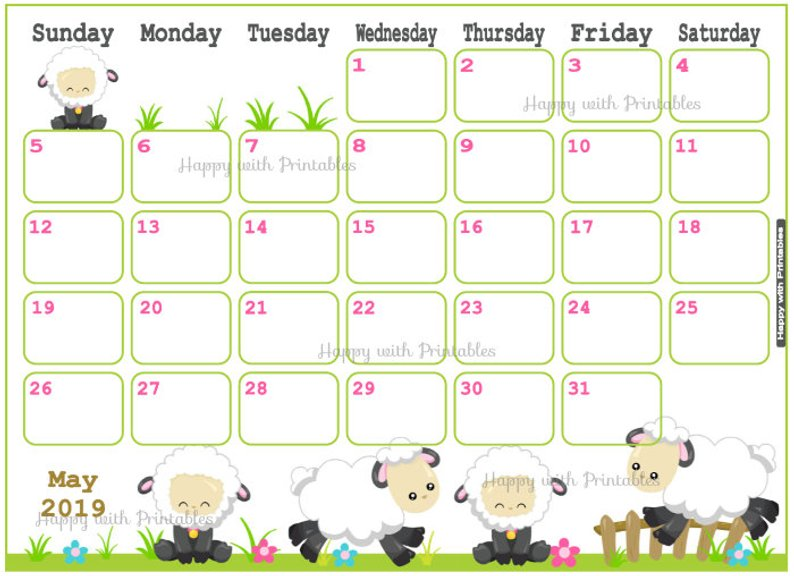 Sunday Monday Tuesday Wednesday Thursday Friday Saturday
1 2 3 4
Happy with Printables
5 6 7 8 9 10 11
Happy with Printables
12 13 14 15 16 17 18
Happy with Printables
19 20 21 22 23 24 25
Happy with Printables
26 27 28 29 30 31
May
2019
Happy with Printables
Happy with Printables